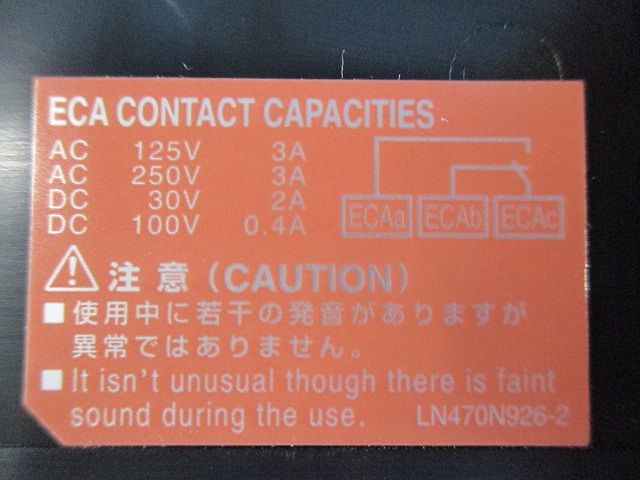 ECA CONTACT CAPACITIES
AC 125V 3A
AC 250V 3A
DC 30V 2A
DC 100V 0.4A
ECAa ECAb ECAc
注意(CAUTION)
■使用中に若干の発音がありますが
異常ではありません。
■It isn't unusual though there is faint
sound during the use. LN470N926-2